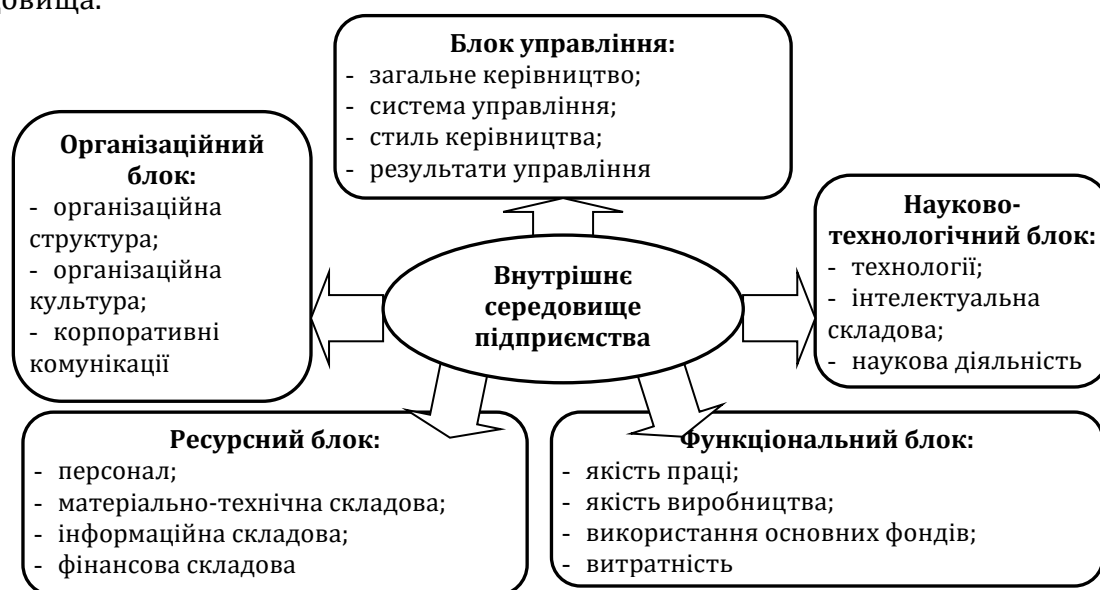 довища.
Блок управління:
- загальне керівництво;
- система управління;
- стиль керівництва;
- результати управління
Організаційний
блок:
- організаційна
структура;
- організаційна
культура;
- корпоративні
комунікації
Внутрішнє
середовище
підприємства
Науково-
технологічний блок:
- технології;
- інтелектуальна
складова;
- наукова діяльність
Ресурсний блок:
- персонал;
- матеріально-технічна складова;
- інформаційна складова;
- фінансова складова
Функціональний блок:
- якість праці;
- якість виробництва;
- використання основних фондів;
- витратність